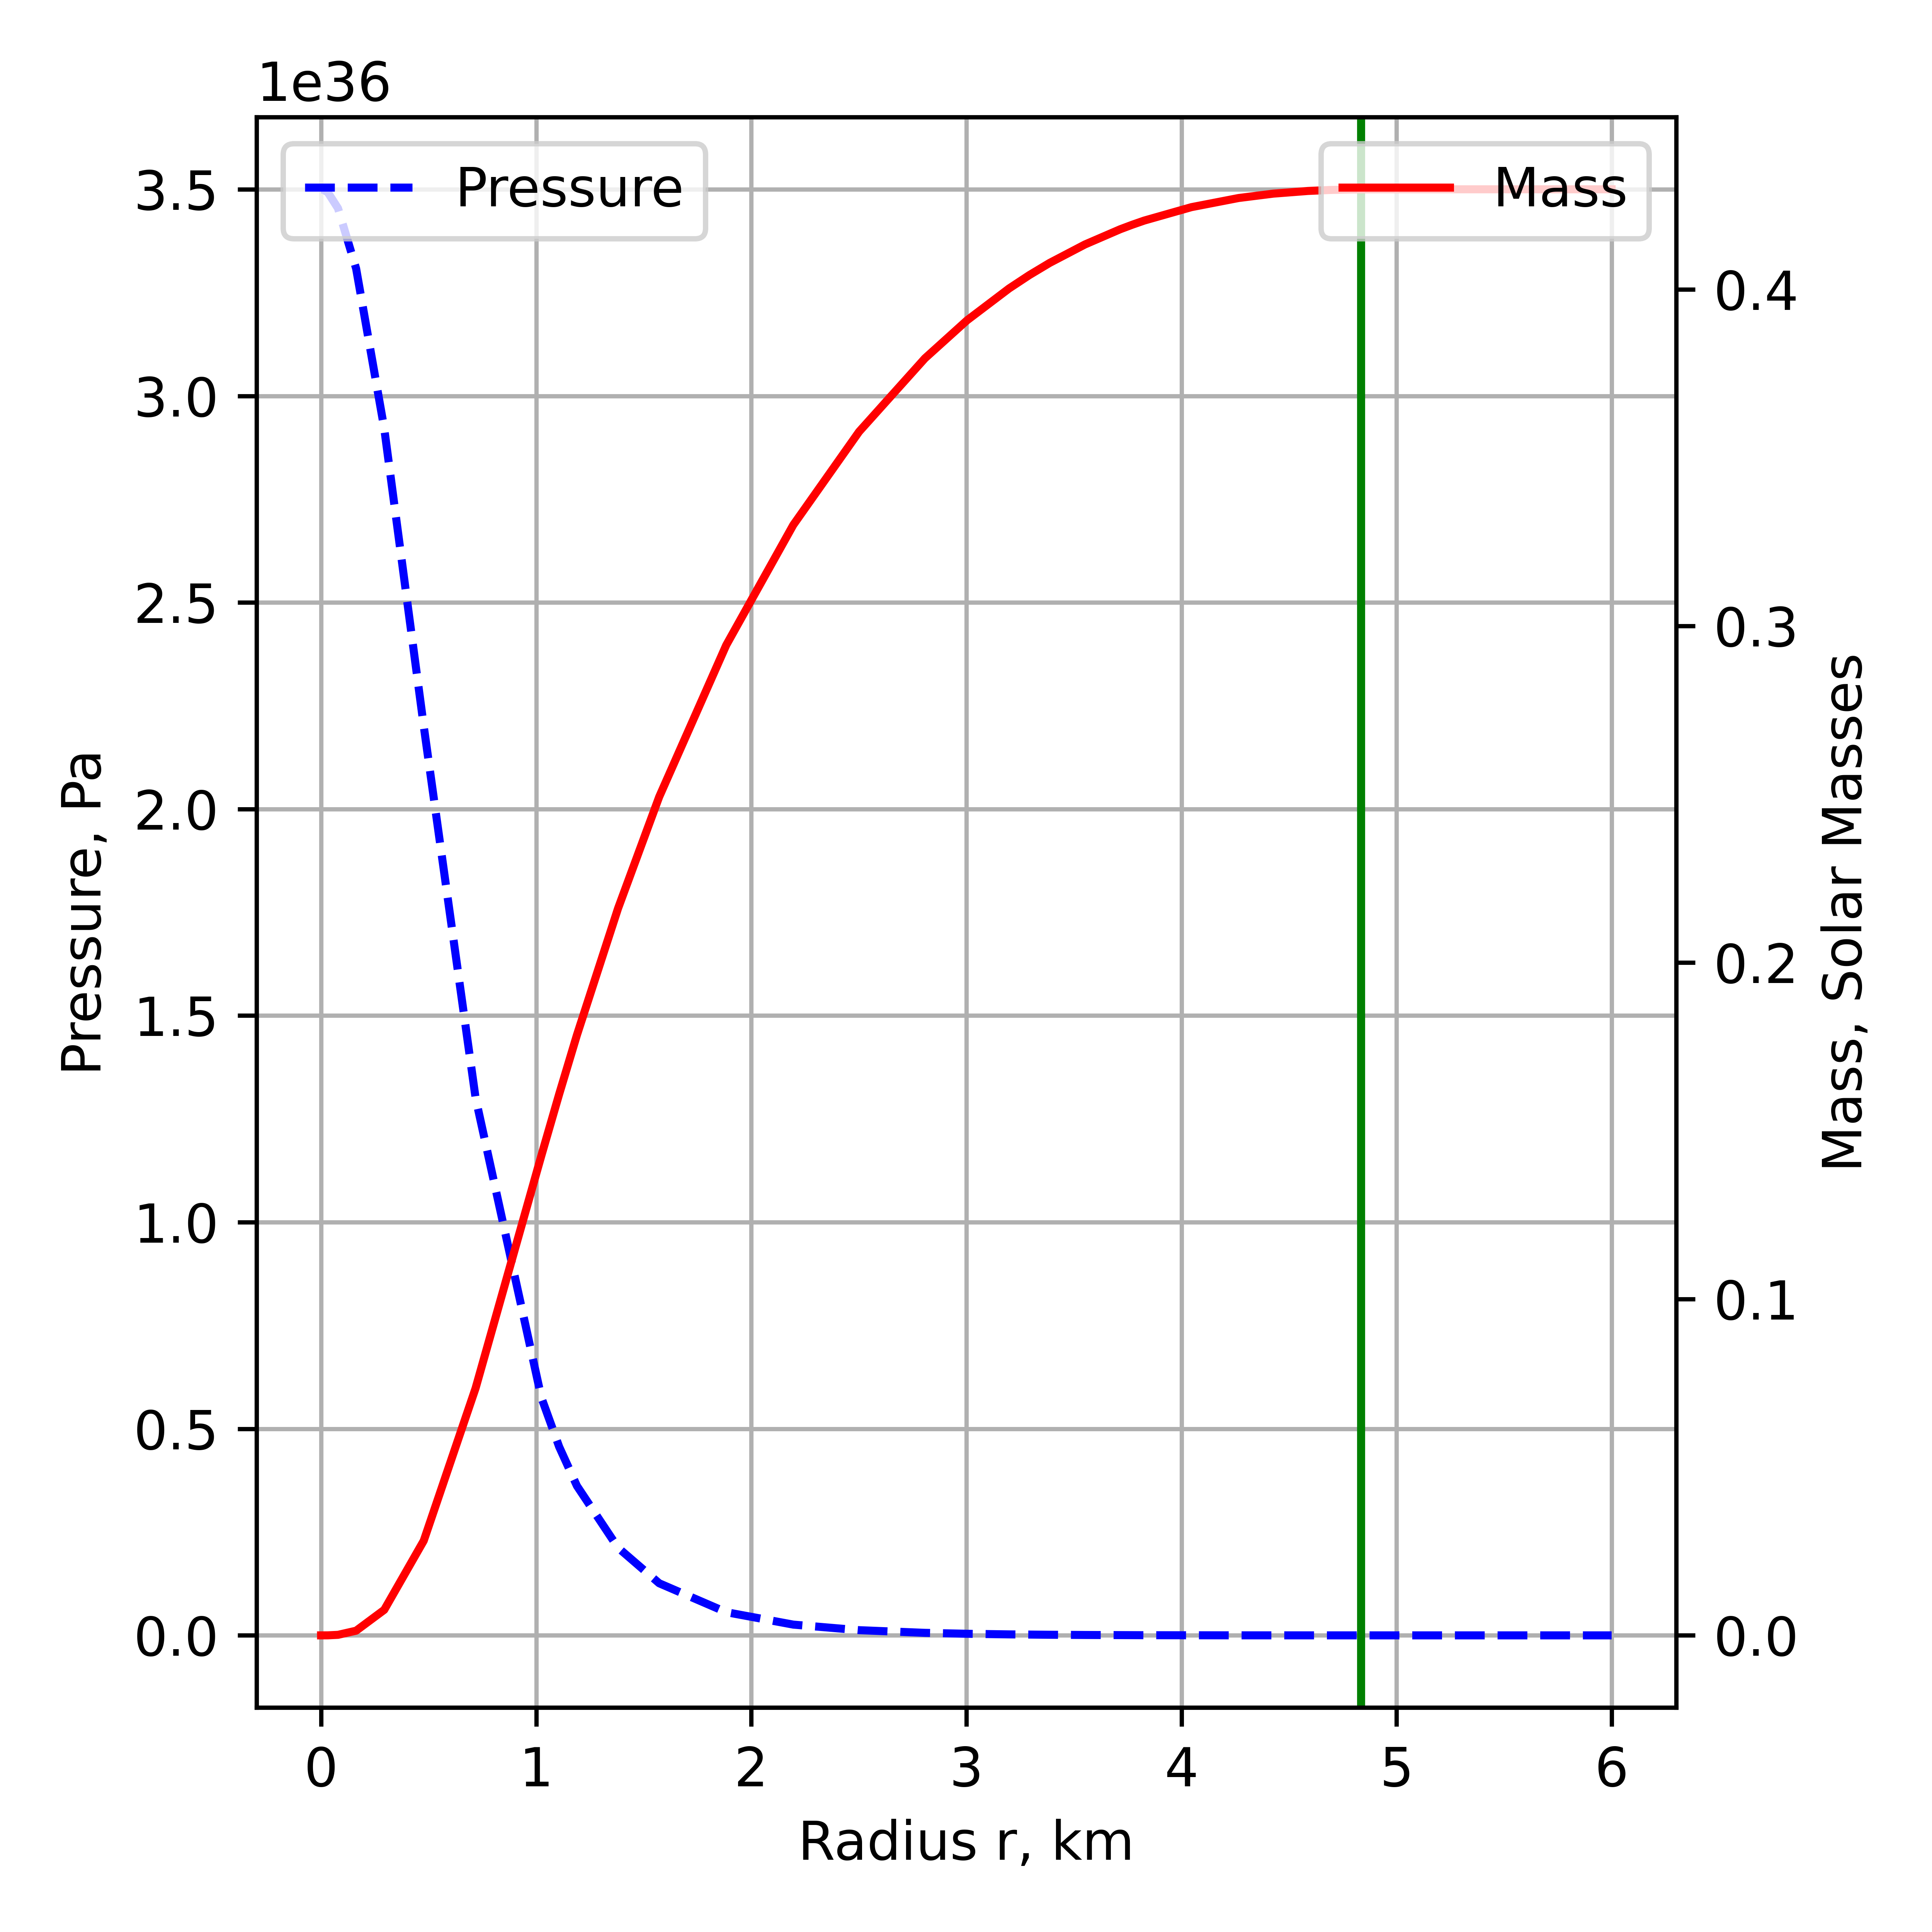 1e36
Pressure
Mass
3.5
3.0
2.5
2.0
1.5
1.0
0.5
0.0
Pressure, Pa
0.4
0.3
0.2
0.1
0.0
Mass, Solar Masses
0 1 2 3 4 5 6
Radius r, km